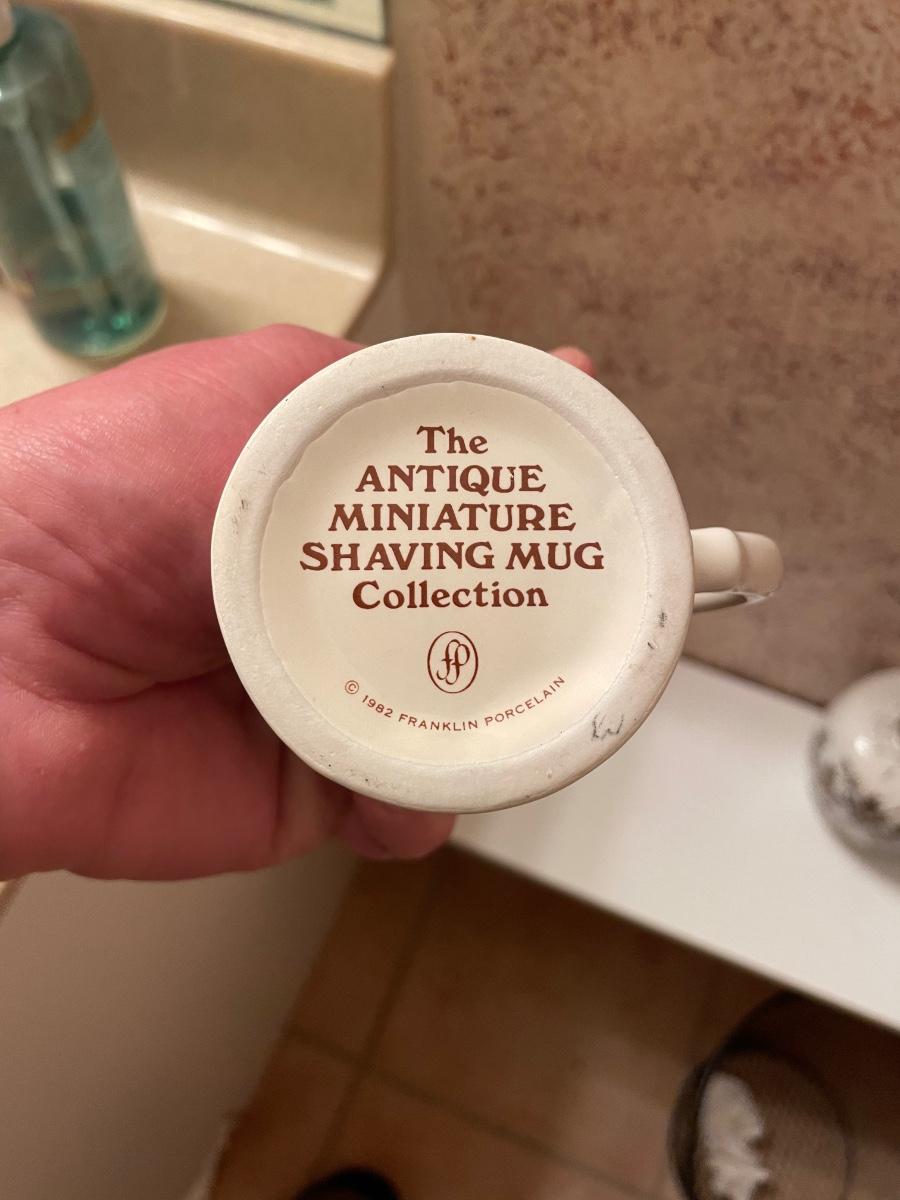 The
ANTIQUE
MINIATURE
SHAVING MUG
Collection
fp
© 1982 FRANKLIN PORCELAIN